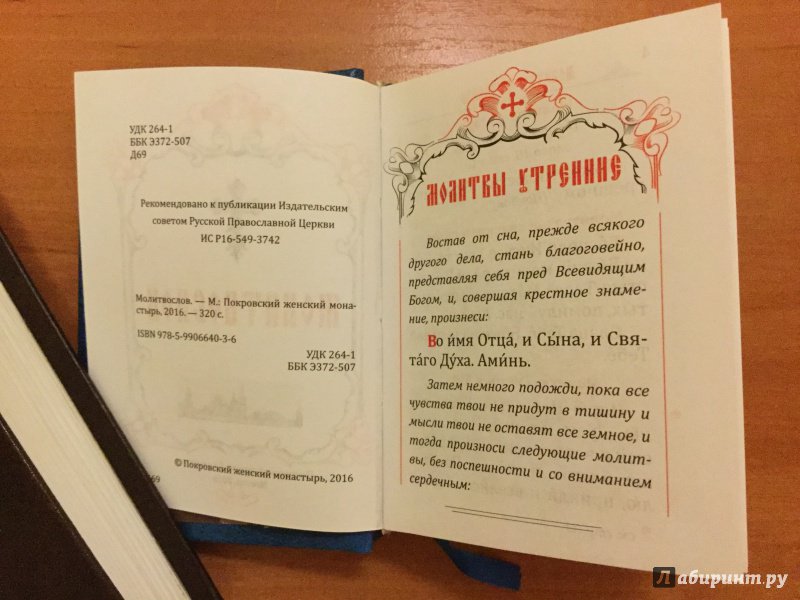 УДК 264-1
ББК Э372-507
Д69
Рекомендовано к публикации Издательским
советом Русской Православной Церкви
ИС Р16-549-3742
Молитвослов. — М.: Покровский женский мона-
стырь, 2016. — 320 с.
ISBN 978-5-9906640-3-6
УДК 264-1
ББК Э372-507
© Покровский женский монастырь, 2016
МОЛИТВЫ УТРЕННИЕ
Востав от сна, прежде всякого
другого дела, стань благоговейно,
представляя себя пред Всевидящим
Богом, и, совершая крестное знаме-
ние, произнеси:
Во и́мя Отца́, и Сы́на, и Свя-
та́го Ду́ха. Ами́нь.
Затем немного подожди, пока все
чувства твои не придут в тишину и
мысли твои не оставят все земное, и
тогда произноси следующие молит-
вы, без поспешности и со вниманием
сердечным:
Лабиринт.ру